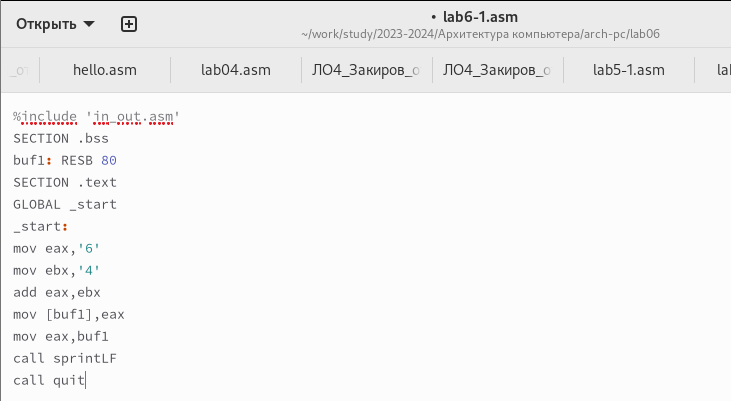 Открыть
• lab6-1.asm
~/work/study/2023-2024/Архитектура компьютера/arch-pc/lab06
hello.asm
lab04.asm
ЛО4_Закиров_о
ЛО4_Закиров_о
lab5-1.asm
%include 'in_out.asm'
SECTION .bss
buf1: RESB 80
SECTION .text
GLOBAL _start
_start:
mov eax,'6'
mov ebx,'4'
add eax,ebx
mov [buf1],eax
mov eax,buf1
call sprintLF
call quit